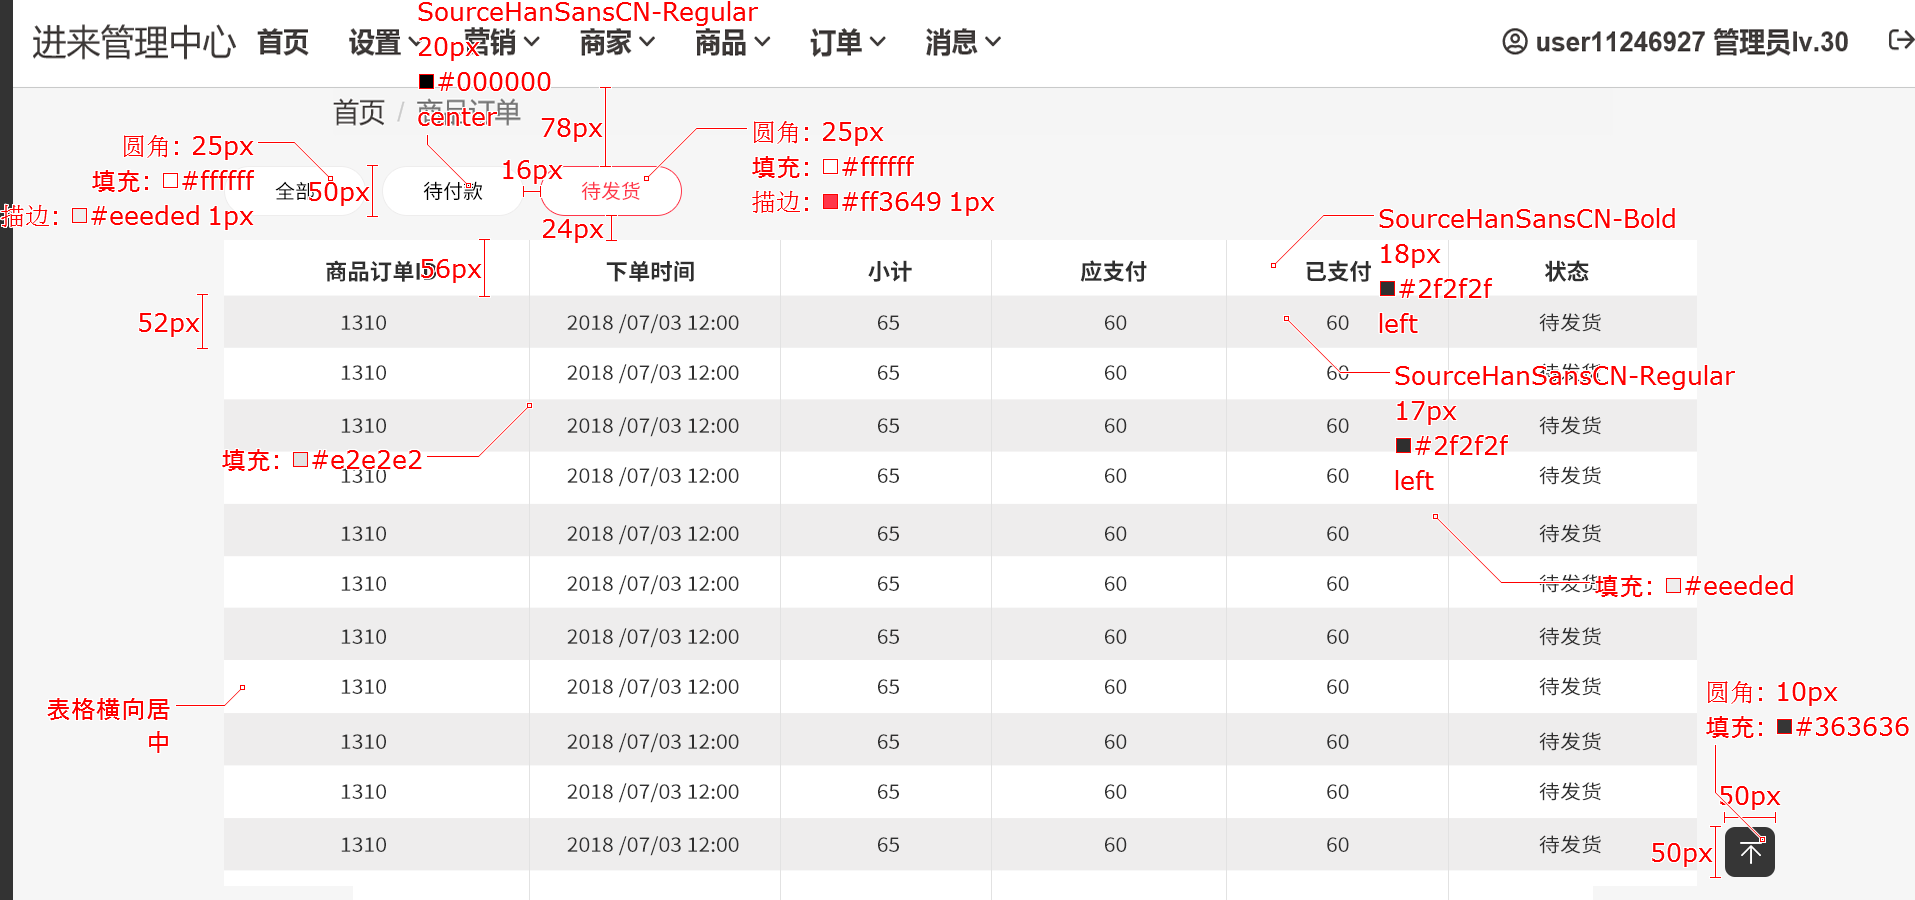 SourceHanSansCN-Regular
进来管理中心 首页 设置 营销 商家 商品 订单 消息 user11246927 管理员lv.30
20px
#000000
center
首页 / 商品订单
78px
圆角：25px
填充：#ffffff
描边：#eeeded 1px
圆角：25px
填充：#ffffff
描边：#ff3649 1px
全部 待付款 待发货
50px
16px
24px
商品订单ID 下单时间 小计 应支付 已支付 状态
56px
SourceHanSansCN-Bold
18px
#2f2f2f
left
52px
1310 2018 /07/03 12:00 65 60 60 待发货
1310 2018 /07/03 12:00 65 60 60 待发货
SourceHanSansCN-Regular
17px
#2f2f2f
left
1310 2018 /07/03 12:00 65 60 60 待发货
填充：#e2e2e2
1310 2018 /07/03 12:00 65 60 60 待发货
1310 2018 /07/03 12:00 65 60 60 待发货
1310 2018 /07/03 12:00 65 60 60 待发货
填充：#eeeded
1310 2018 /07/03 12:00 65 60 60 待发货
1310 2018 /07/03 12:00 65 60 60 待发货
表格横向居
中
圆角：10px
填充：#363636
1310 2018 /07/03 12:00 65 60 60 待发货
1310 2018 /07/03 12:00 65 60 60 待发货
50px
1310 2018 /07/03 12:00 65 60 60 待发货
50px